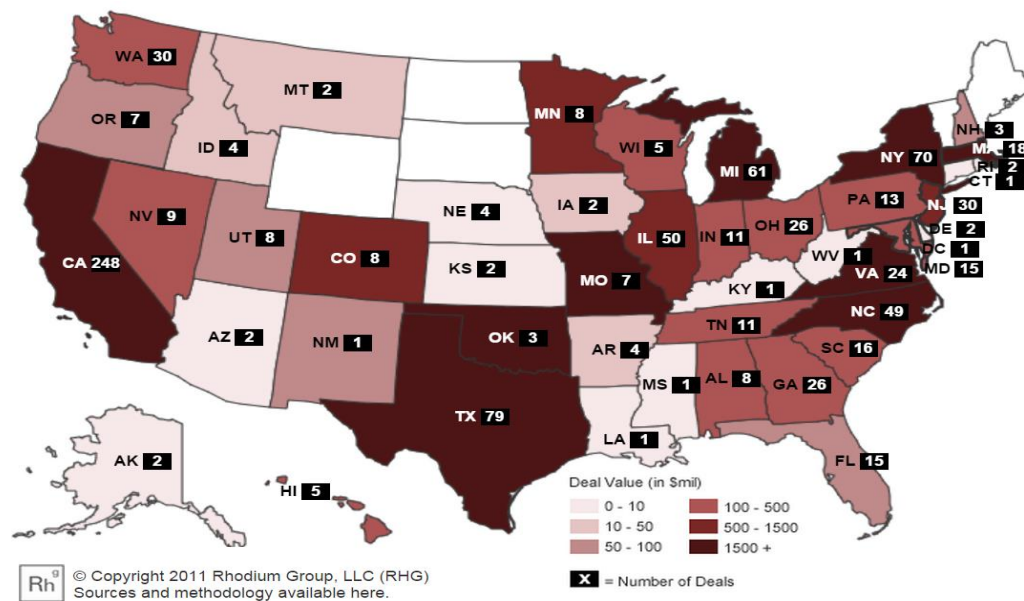 WA 30
MT 2
OR 7
ID 4
MN 8
WI 5
MI 61
NY 70
NH 3
MA 18
RI 2
CT 1
NV 9
UT 8
CO 8
NE 4
IA 2
IL 50
IN 11
OH 26
PA 13
NJ 30
DE 2
DC 1
MD 15
CA 248
KS 2
MO 7
KY 1
WV 1
VA 24
AZ 2
NM 1
OK 3
AR 4
TN 11
NC 49
SC 16
TX 79
MS 1
AL 8
GA 26
LA 1
FL 15
AK 2
HI 5
Deal Value (in $mil)
0 - 10
10 - 50
50 - 100
100 - 500
500 - 1500
1500 +
X = Number of Deals
Rh g
© Copyright 2011 Rhodium Group, LLC (RHG)
Sources and methodology available here.